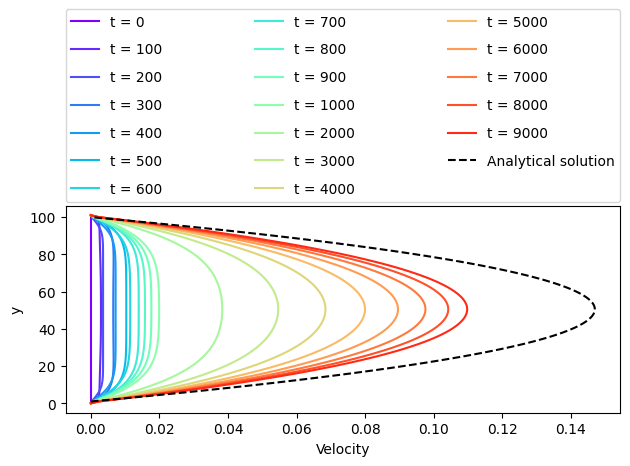 t = 0
t = 100
t = 200
t = 300
t = 400
t = 500
t = 600
t = 700
t = 800
t = 900
t = 1000
t = 2000
t = 3000
t = 4000
t = 5000
t = 6000
t = 7000
t = 8000
t = 9000
Analytical solution
100
80
60
40
20
0
y
0.00 0.02 0.04 0.06 0.08 0.10 0.12 0.14
Velocity